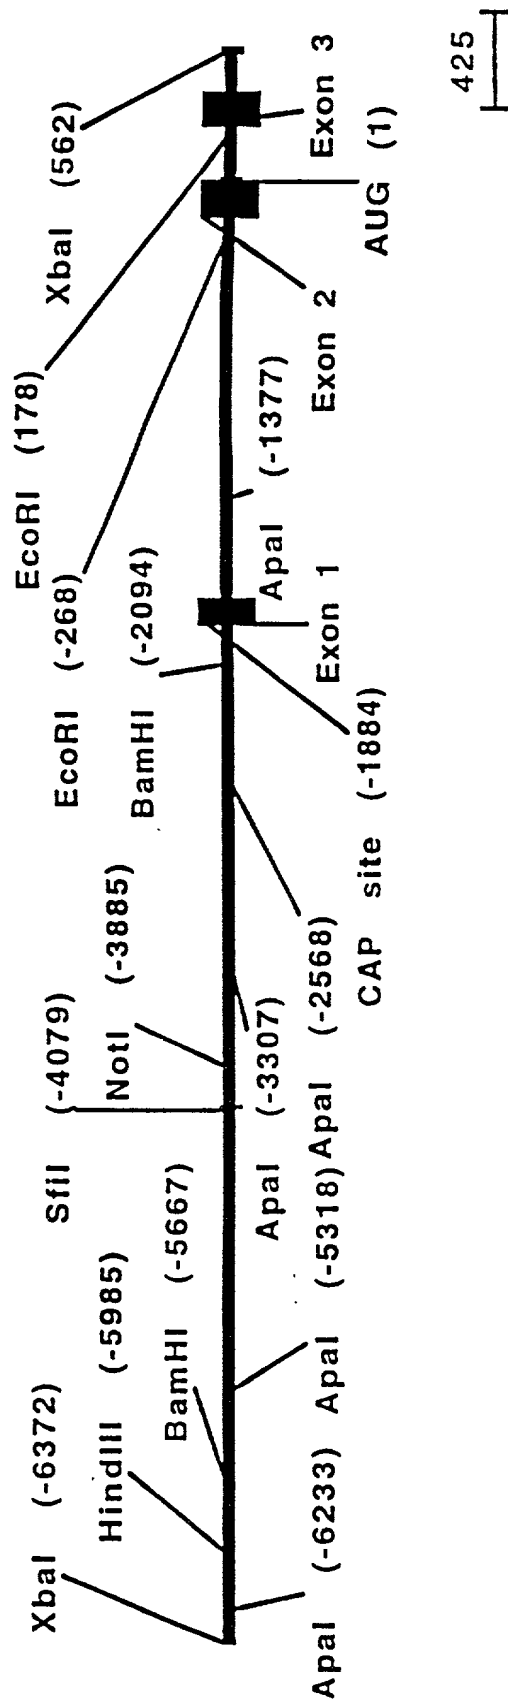 XbaI (-6372)
HindIII (-5985)
BamHI (-5667)
SfiI (-4079)
NotI (-3885)
BamHI (-2094)
EcoRI (-268)
EcoRI (178)
XbaI (562)
ApaI (-6233)
ApaI (-5318)
ApaI (-3307)
ApaI (-2568)
CAP site (-1884)
Exon 1
ApaI (-1377)
Exon 2
AUG (1)
Exon 3
425